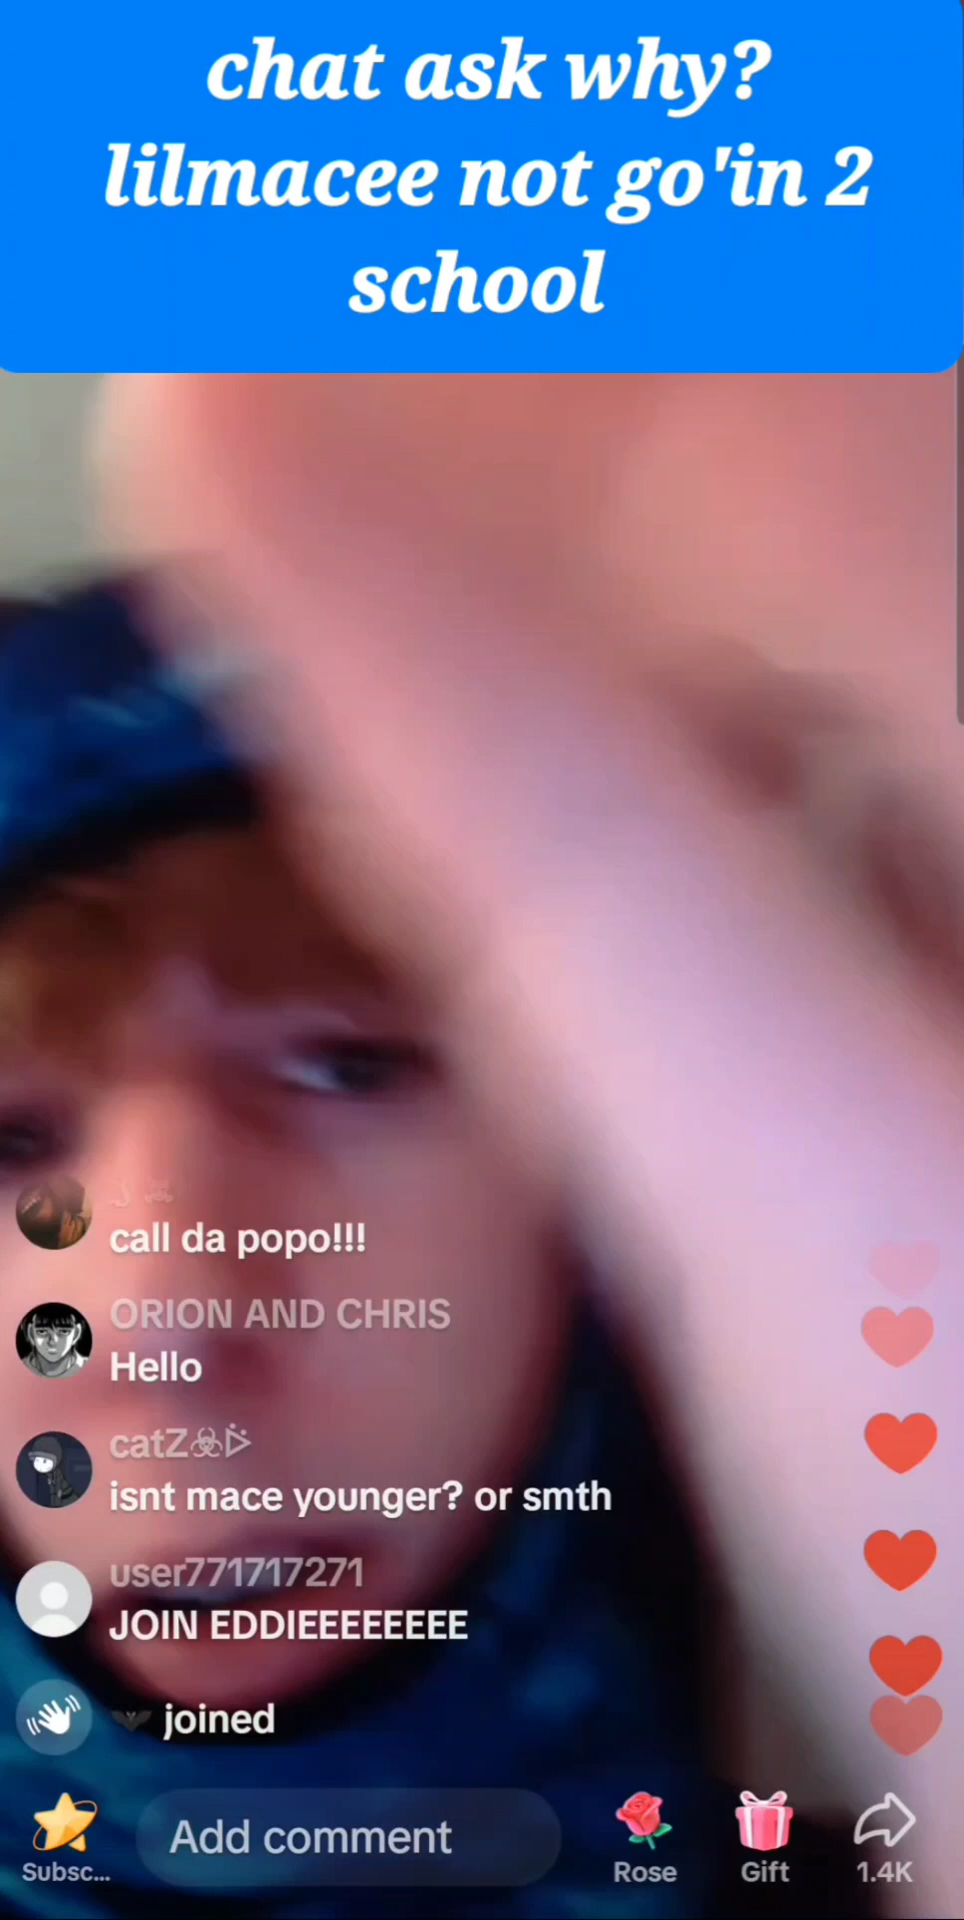 chat ask why?
lilmacee not go'in 2
school
call da popo!!!
ORION AND CHRIS
Hello
catZ
isnt mace younger? or smth
user771717271
JOIN EDDIEEEEEEEE
joined
Subsc...
Add comment
Rose
Gift
1.4K